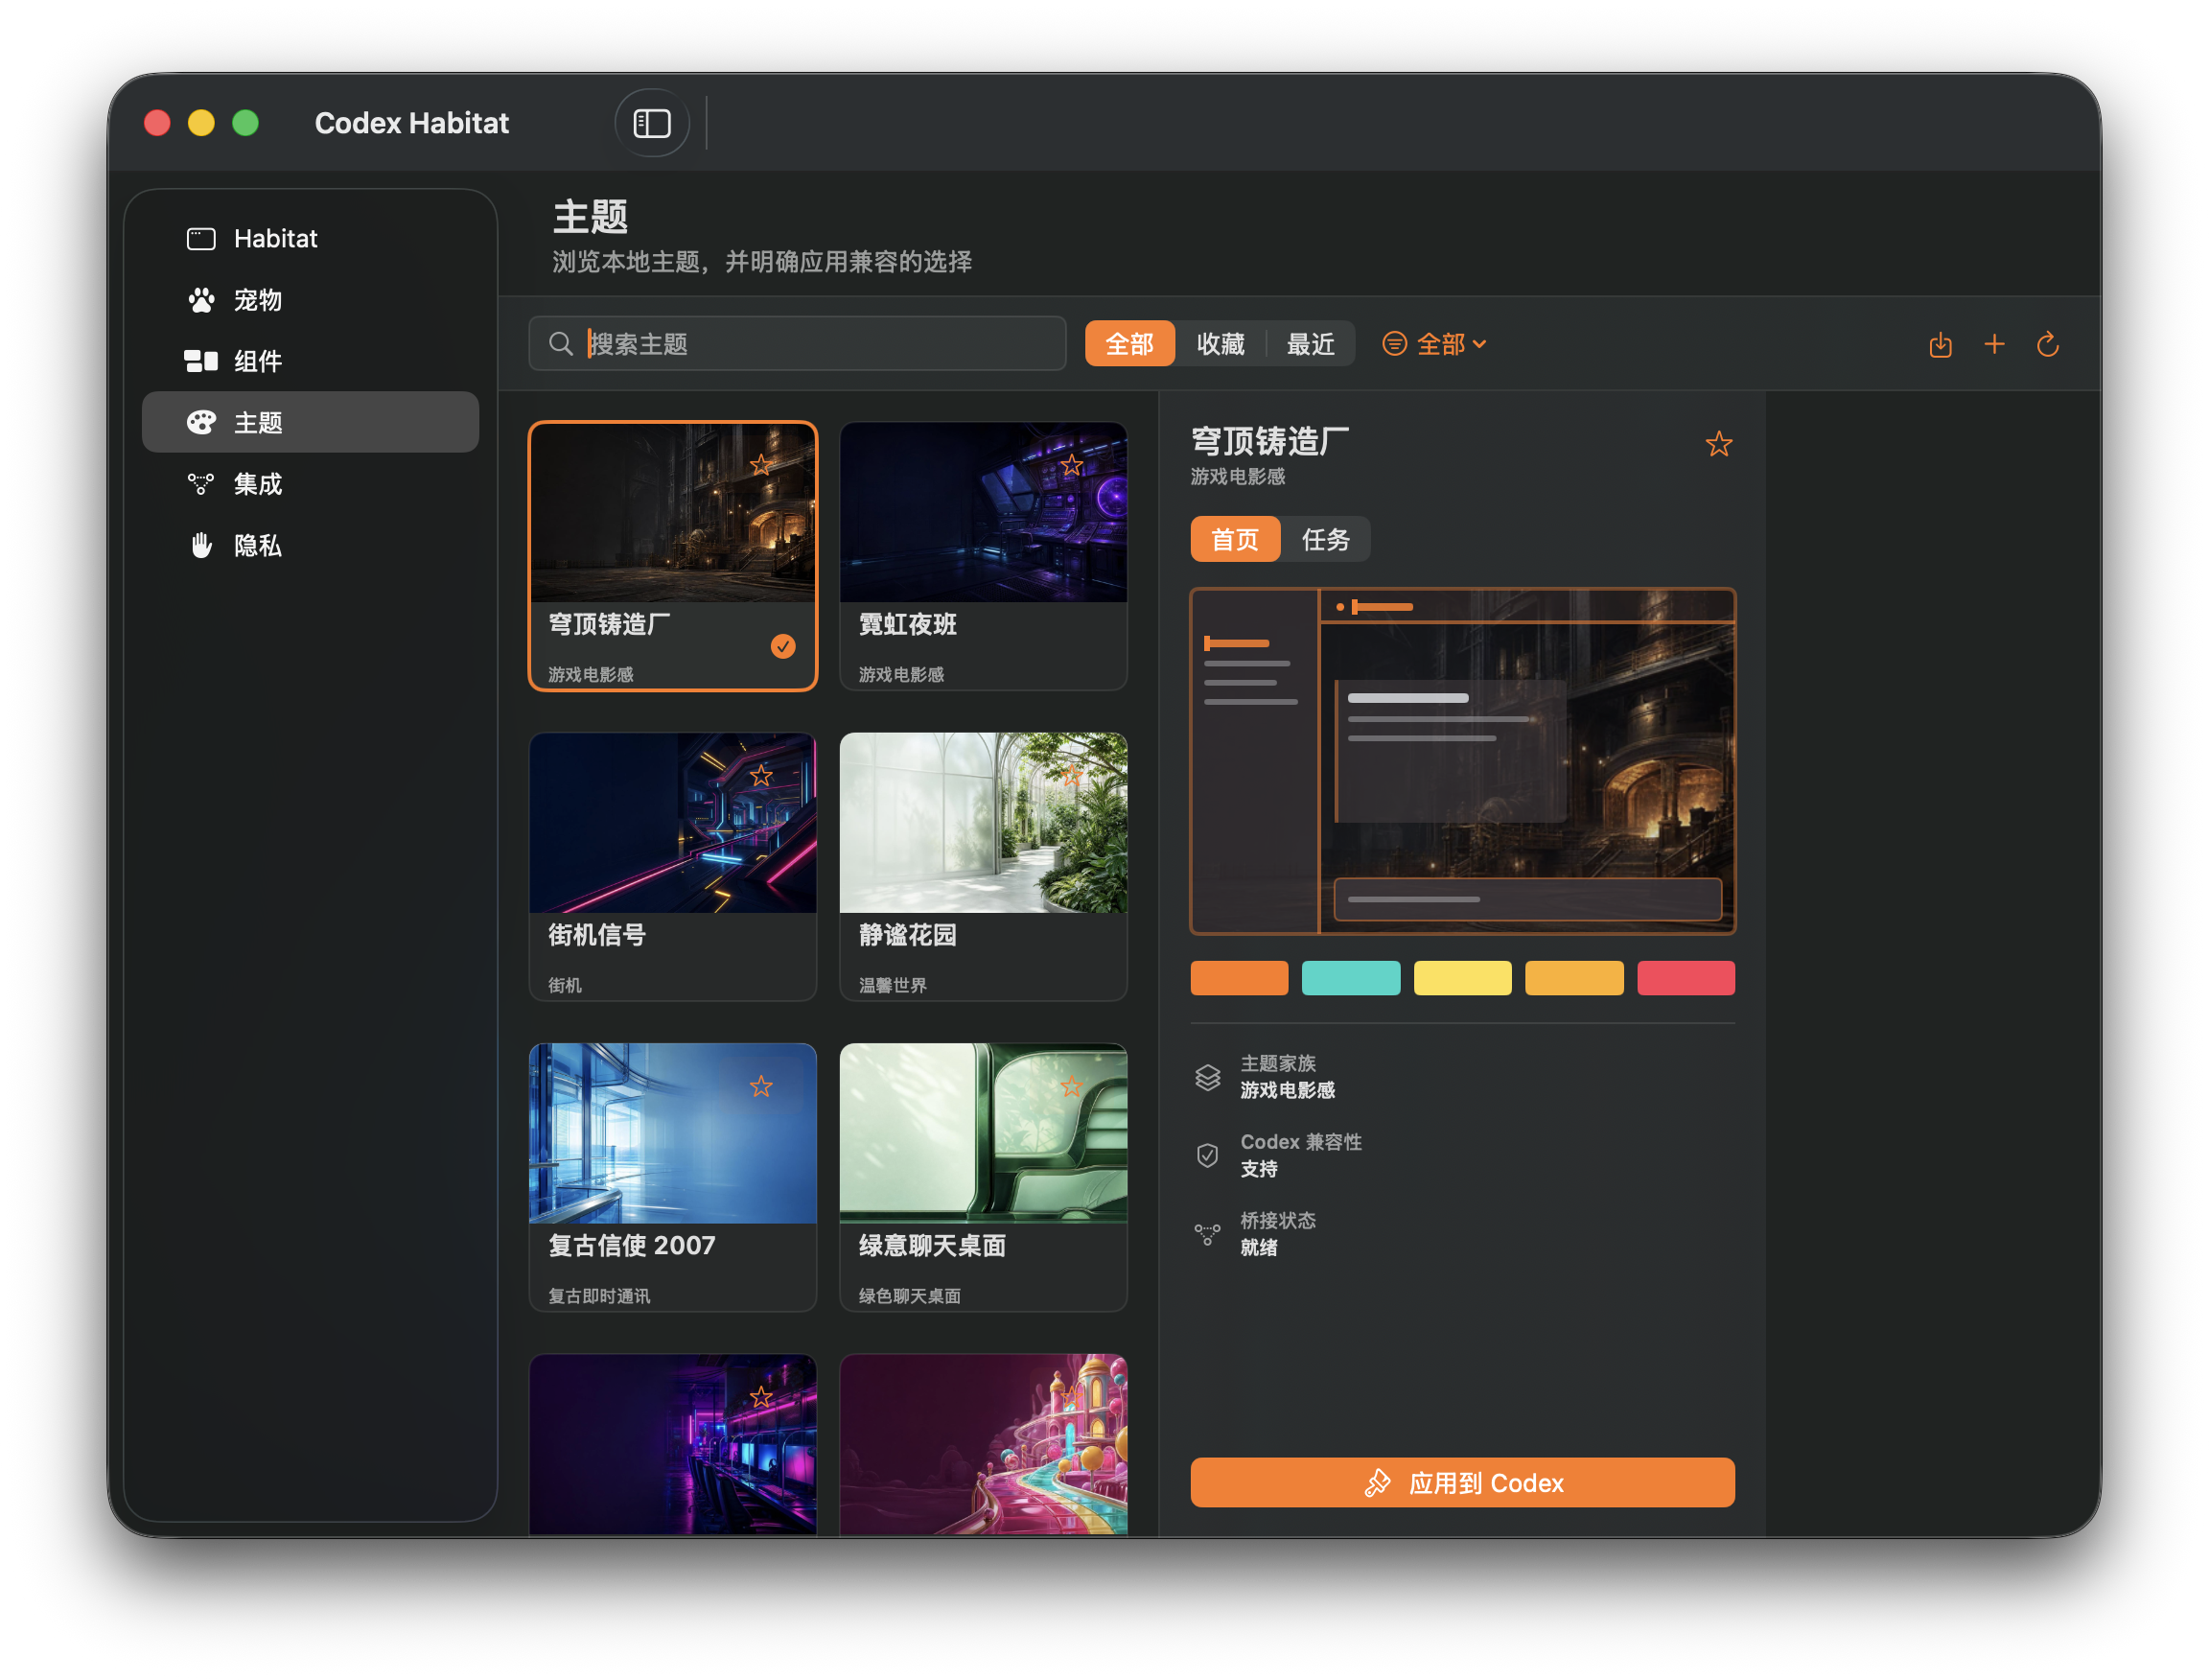 Codex Habitat
Habitat
宠物
组件
主题
集成
隐私
主题
浏览本地主题，并明确应用兼容的选择
搜索主题
全部 收藏 最近 全部
穹顶铸造厂
游戏电影感
霓虹夜班
游戏电影感
街机信号
街机
静谧花园
温馨世界
复古信使 2007
复古即时通讯
绿意聊天桌面
绿色聊天桌面
穹顶铸造厂
游戏电影感
首页 任务
主题家族
游戏电影感
Codex 兼容性
支持
桥接状态
就绪
应用到 Codex